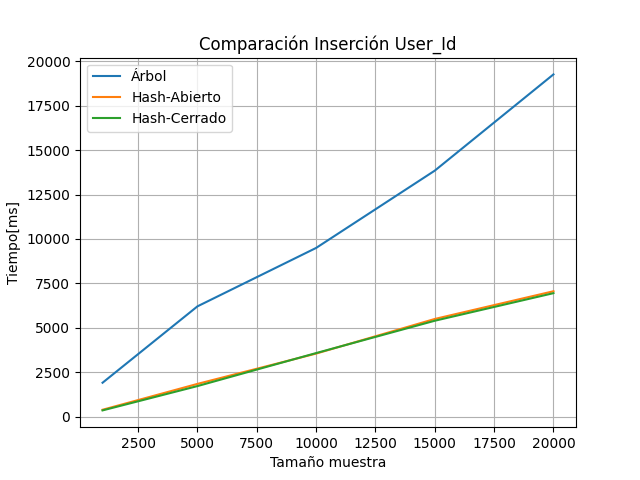 Comparación Inserción User_Id
Árbol
Hash-Abierto
Hash-Cerrado
Tiempo[ms]
20000
17500
15000
12500
10000
7500
5000
2500
0
2500 5000 7500 10000 12500 15000 17500 20000
Tamaño muestra